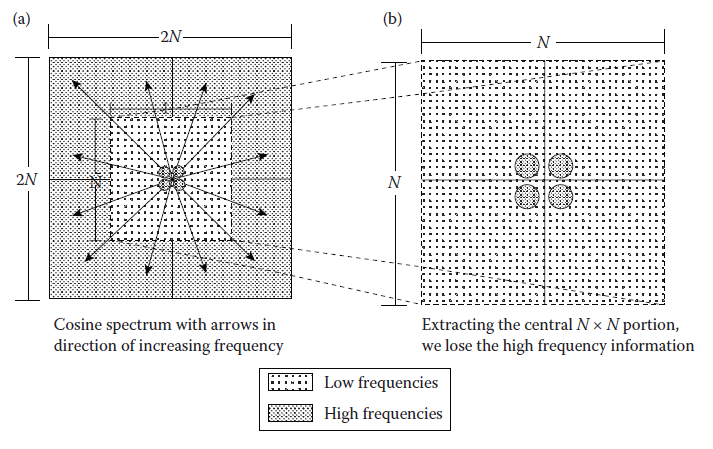 (a)
2N
2N
N
Cosine spectrum with arrows in
direction of increasing frequency
(b)
N
N
Extracting the central N × N portion,
we lose the high frequency information
Low frequencies
High frequencies